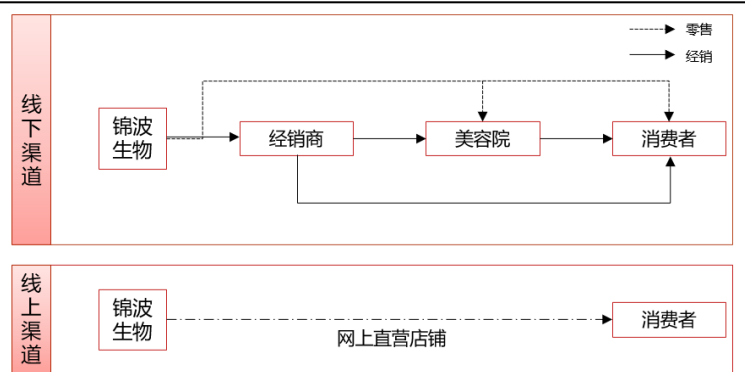 零售
经销
线下渠道
锦波
生物
经销商
美容院
消费者
线上渠道
锦波
生物
网上直营店铺
消费者